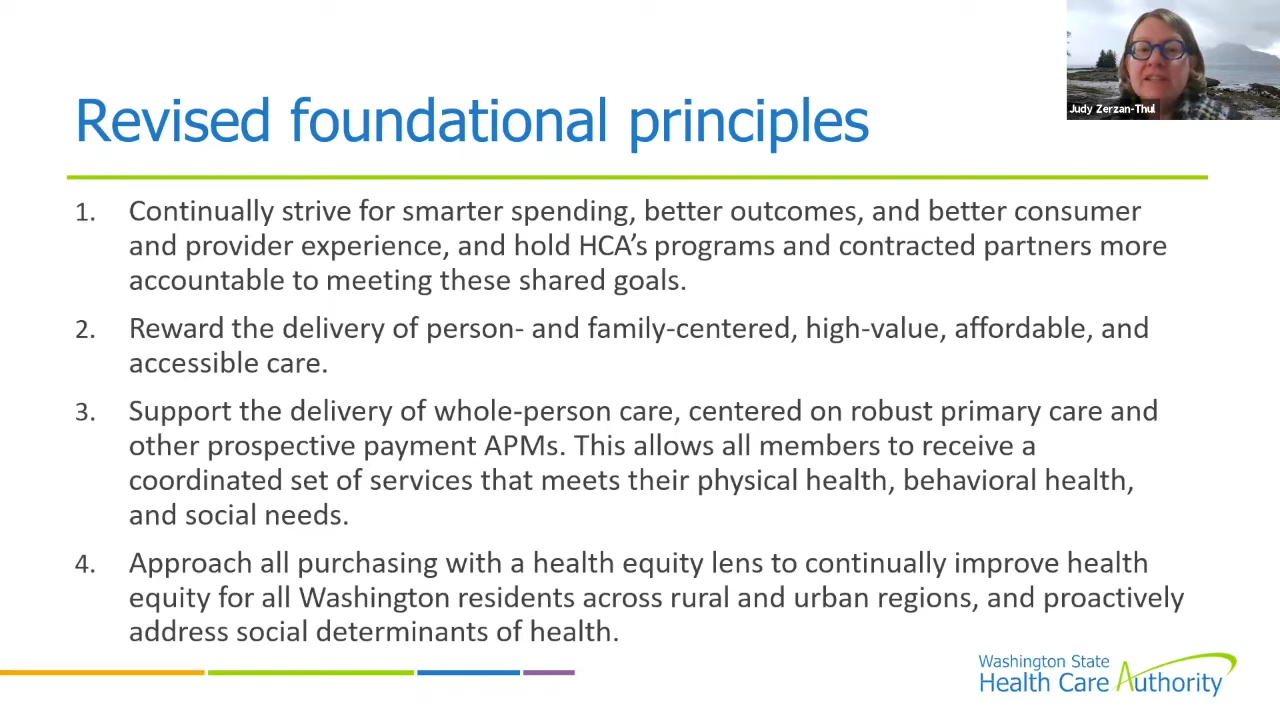 Judy Zerzan-Thul
Revised foundational principles
1. Continually strive for smarter spending, better outcomes, and better consumer
and provider experience, and hold HCA's programs and contracted partners more
accountable to meeting these shared goals.
2. Reward the delivery of person- and family-centered, high-value, affordable, and
accessible care.
3. Support the delivery of whole-person care, centered on robust primary care and
other prospective payment APMs. This allows all members to receive a
coordinated set of services that meets their physical health, behavioral health,
and social needs.
4. Approach all purchasing with a health equity lens to continually improve health
equity for all Washington residents across rural and urban regions, and proactively
address social determinants of health.
Washington State
Health Care Authority